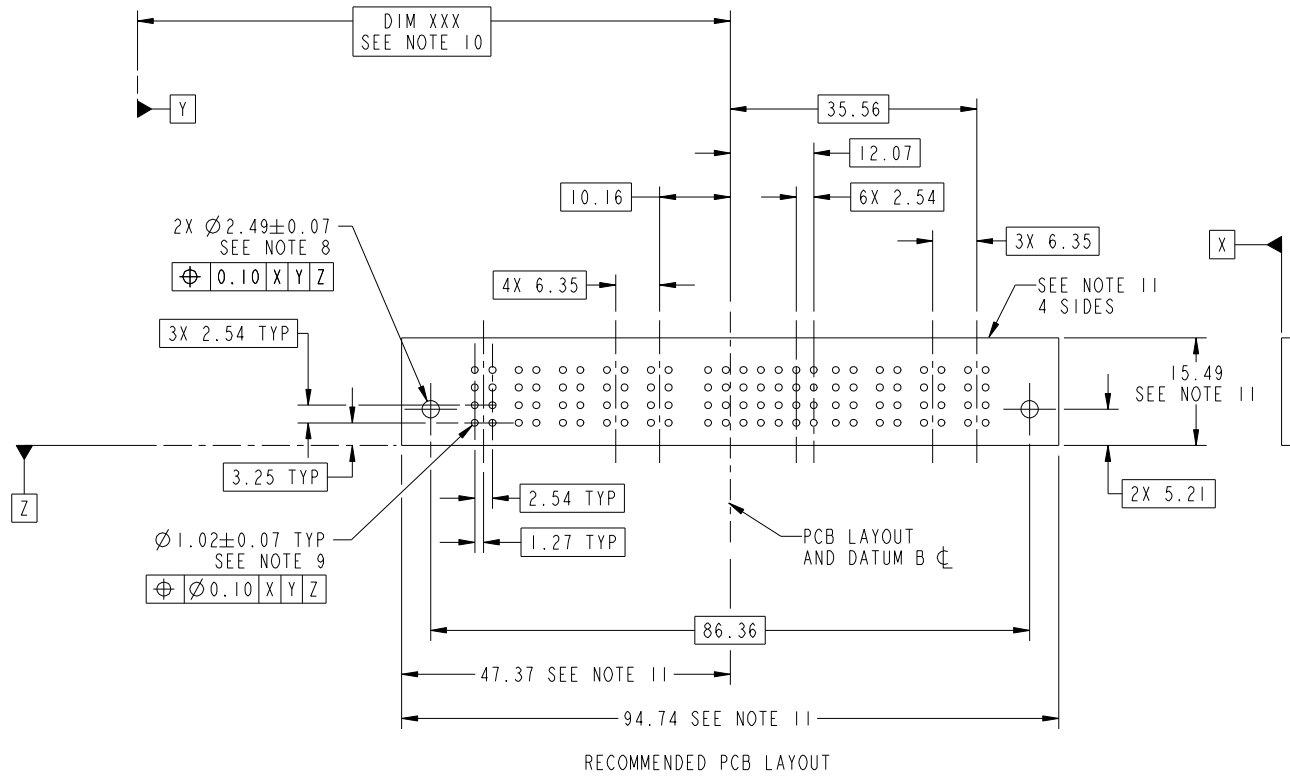 DIM XXX
SEE NOTE 10
Y
35.56
12.07
10.16
6X 2.54
2X Ø2.49±0.07
SEE NOTE 8
⌖ 0.10 X Y Z
X
3X 6.35
4X 6.35
SEE NOTE 11
4 SIDES
3X 2.54 TYP
15.49
SEE NOTE 11
3.25 TYP
Z
2.54 TYP
2X 5.21
Ø1.02±0.07 TYP
SEE NOTE 9
⌖ Ø0.10 X Y Z
1.27 TYP
PCB LAYOUT
AND DATUM B ℄
86.36
47.37 SEE NOTE 11
94.74 SEE NOTE 11
RECOMMENDED PCB LAYOUT